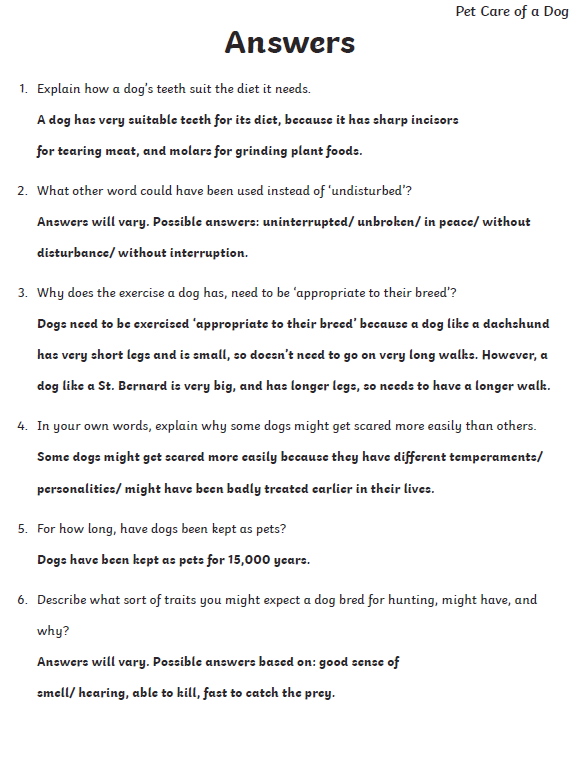 Pet Care of a Dog
Answers
1. Explain how a dog's teeth suit the diet it needs.
A dog has very suitable teeth for its diet, because it has sharp incisors
for tearing meat, and molars for grinding plant foods.
2. What other word could have been used instead of 'undisturbed'?
Answers will vary. Possible answers: uninterrupted/ unbroken/ in peace/ without
disturbance/ without interruption.
3. Why does the exercise a dog has, need to be 'appropriate to their breed'?
Dogs need to be exercised 'appropriate to their breed' because a dog like a dachshund
has very short legs and is small, so doesn't need to go on very long walks. However, a
dog like a St. Bernard is very big, and has longer legs, so needs to have a longer walk.
4. In your own words, explain why some dogs might get scared more easily than others.
Some dogs might get scared more easily because they have different temperaments/
personalities/ might have been badly treated earlier in their lives.
5. For how long, have dogs been kept as pets?
Dogs have been kept as pets for 15,000 years.
6. Describe what sort of traits you might expect a dog bred for hunting, might have, and
why?
Answers will vary. Possible answers based on: good sense of
smell/ hearing, able to kill, fast to catch the prey.